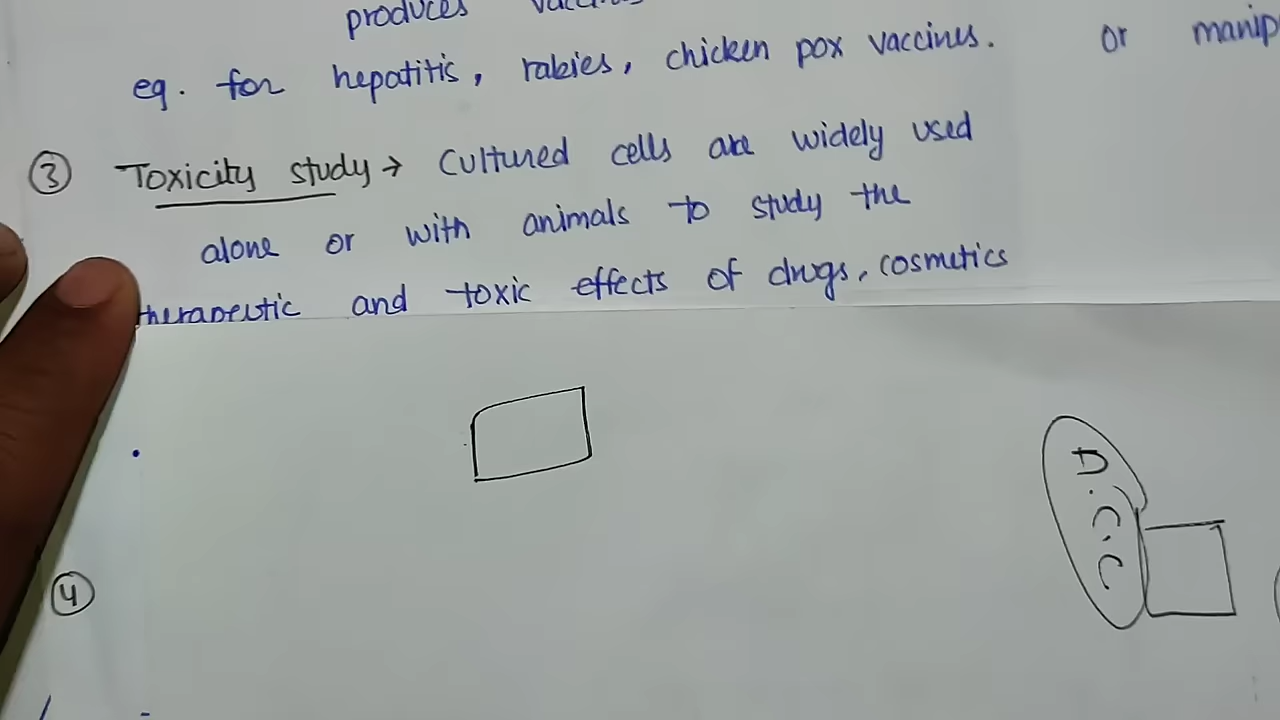 produces
eg. for hepatitis, rabies, chicken pox vaccines. or manip
③ Toxicity study → Cultured cells are widely used
alone or with animals to study the
therapeutic and toxic effects of drugs, cosmetics
A.C.C
④